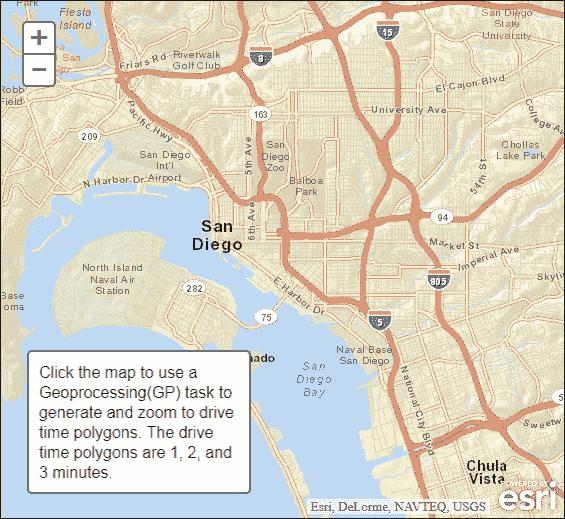 Park
Fiesta
Island
+
−
Riverwalk
Golf Club
Friars Rd
8
15
San Diego
State
University
El Cajon Blvd
University Ave
College Ave
Chollas
Lake Park
54th St
Field
209
Pacific Hwy
163
5th Ave
San
Diego
Zoo
Balboa
Park
San Diego
Int'l
Airport
N Harbor Dr
6th Ave
San
Diego
94
Market St
Imperial Ave
805
North Island
Naval Air
Station
282
75
E Harbor Dr
5
Naval Base
San Diego
San
Diego
Bay
National City Blvd
Click the map to use a
Geoprocessing(GP) task to
generate and zoom to drive
time polygons. The drive
time polygons are 1, 2, and
3 minutes.
Chula
Vista
POWERED BY
esri
Esri, DeLorme, NAVTEQ, USGS